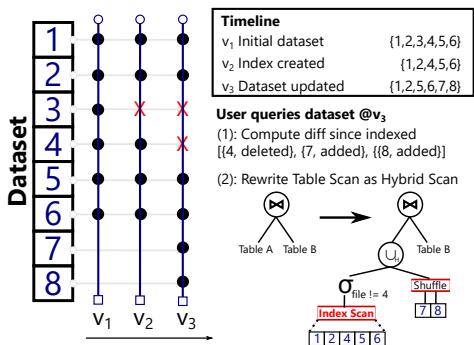 Dataset
1
2
3
4
5
6
7
8
v1 v2 v3
X X
X
Timeline
v1 Initial dataset {1,2,3,4,5,6}
v2 Index created {1,2,4,5,6}
v3 Dataset updated {1,2,5,6,7,8}
User queries dataset @v3
(1): Compute diff since indexed
[{4, deleted}, {7, added}, {{8, added}]
(2): Rewrite Table Scan as Hybrid Scan
⋈ ⋈
Table A Table B
∪H Table B
σ file != 4 Shuffle
Index Scan 7 8
1 2 4 5 6